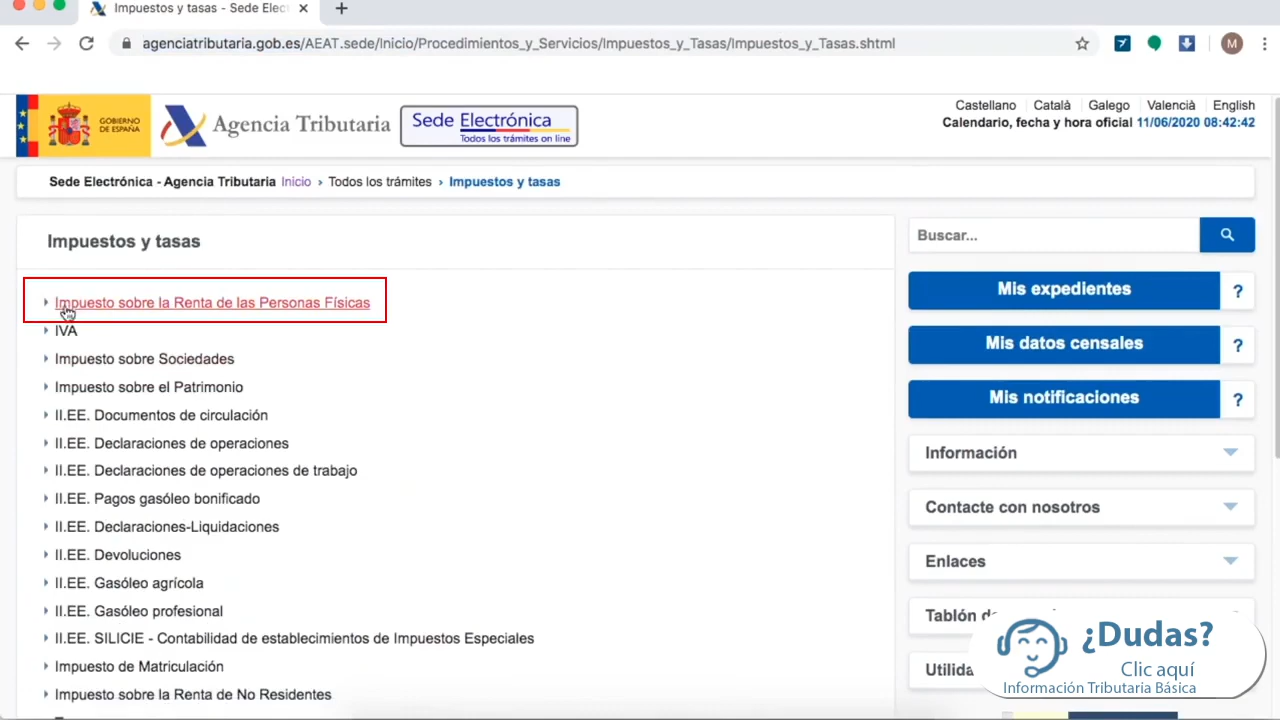 Impuestos y tasas - Sede Elect
agenciatributaria.gob.es/AEAT.sede/Inicio/Procedimientos_y_Servicios/Impuestos_y_Tasas/Impuestos_y_Tasas.shtml
M
GOBIERNO
DE ESPAÑA
Agencia Tributaria
Sede Electrónica
Todos los trámites on line
Castellano Català Galego Valencià English
Calendario, fecha y hora oficial 11/06/2020 08:42:42
Sede Electrónica - Agencia Tributaria Inicio › Todos los trámites › Impuestos y tasas
Impuestos y tasas
Impuesto sobre la Renta de las Personas Físicas
IVA
Impuesto sobre Sociedades
Impuesto sobre el Patrimonio
II.EE. Documentos de circulación
II.EE. Declaraciones de operaciones
II.EE. Declaraciones de operaciones de trabajo
II.EE. Pagos gasóleo bonificado
II.EE. Declaraciones-Liquidaciones
II.EE. Devoluciones
II.EE. Gasóleo agrícola
II.EE. Gasóleo profesional
II.EE. SILICIE - Contabilidad de establecimientos de Impuestos Especiales
Impuesto de Matriculación
Impuesto sobre la Renta de No Residentes
Buscar...
Mis expedientes ?
Mis datos censales ?
Mis notificaciones ?
Información
Contacte con nosotros
Enlaces
Tablón
Utilida
¿Dudas?
Clic aquí
Información Tributaria Básica